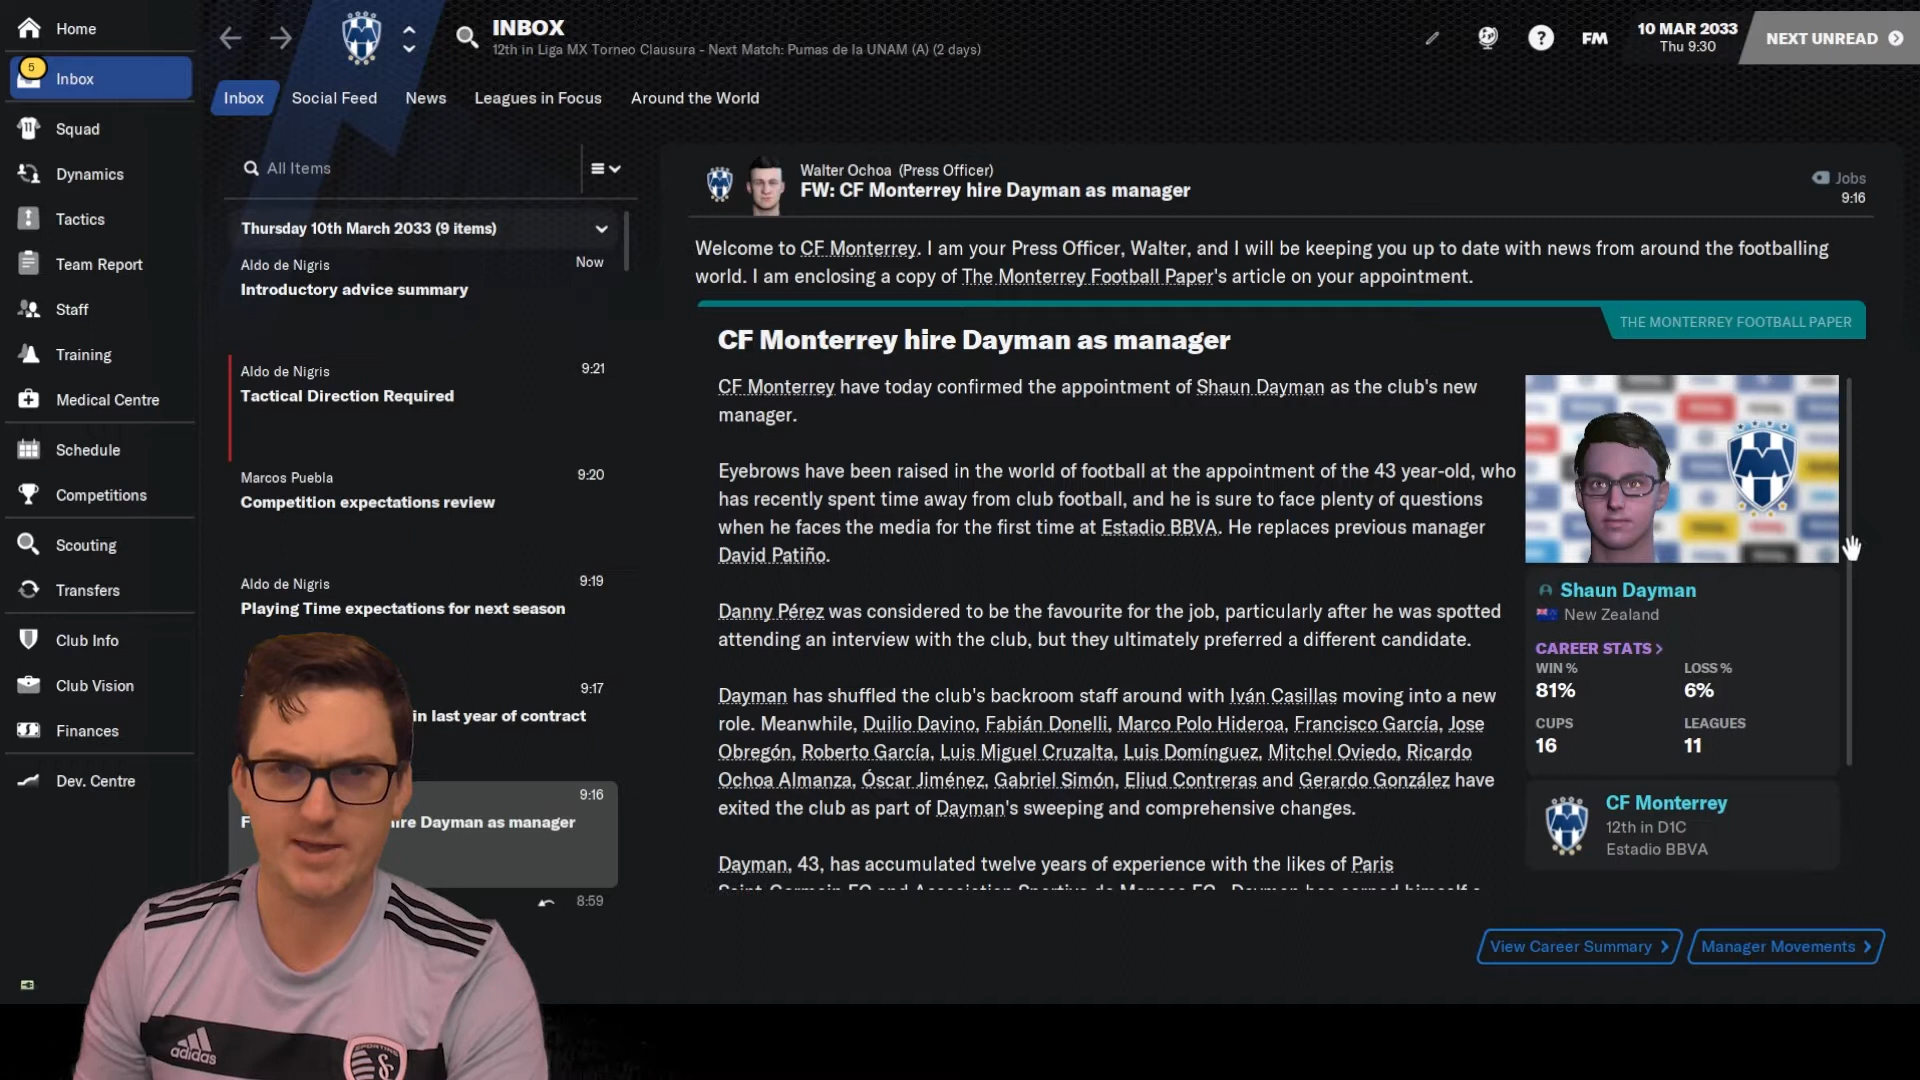 Home
5
Inbox
Squad
Dynamics
Tactics
Team Report
Staff
Training
Medical Centre
Schedule
Competitions
Scouting
Transfers
Club Info
Club Vision
Finances
Dev. Centre
INBOX
12th in Liga MX Torneo Clausura - Next Match: Pumas de la UNAM (A) (2 days)
?
FM
10 MAR 2033
Thu 9:30
NEXT UNREAD
Inbox
Social Feed
News
Leagues in Focus
Around the World
All Items
Thursday 10th March 2033 (9 items)
Aldo de Nigris
Now
Introductory advice summary
Aldo de Nigris
9:21
Tactical Direction Required
Marcos Puebla
9:20
Competition expectations review
Aldo de Nigris
9:19
Playing Time expectations for next season
9:17
in last year of contract
9:16
ire Dayman as manager
8:59
Walter Ochoa (Press Officer)
FW: CF Monterrey hire Dayman as manager
Jobs
9:16
Welcome to CF Monterrey. I am your Press Officer, Walter, and I will be keeping you up to date with news from around the footballing
world. I am enclosing a copy of The Monterrey Football Paper's article on your appointment.
THE MONTERREY FOOTBALL PAPER
CF Monterrey hire Dayman as manager
CF Monterrey have today confirmed the appointment of Shaun Dayman as the club's new
manager.
Eyebrows have been raised in the world of football at the appointment of the 43 year-old, who
has recently spent time away from club football, and he is sure to face plenty of questions
when he faces the media for the first time at Estadio BBVA. He replaces previous manager
David Patiño.
Danny Pérez was considered to be the favourite for the job, particularly after he was spotted
attending an interview with the club, but they ultimately preferred a different candidate.
Dayman has shuffled the club's backroom staff around with Iván Casillas moving into a new
role. Meanwhile, Duilio Davino, Fabián Donelli, Marco Polo Hideroa, Francisco García, Jose
Obregón, Roberto García, Luis Miguel Cruzalta, Luis Domínguez, Mitchel Oviedo, Ricardo
Ochoa Almanza, Óscar Jiménez, Gabriel Simón, Eliud Contreras and Gerardo González have
exited the club as part of Dayman's sweeping and comprehensive changes.
Dayman, 43, has accumulated twelve years of experience with the likes of Paris
Shaun Dayman
New Zealand
CAREER STATS
WIN %
LOSS %
81%
6%
CUPS
LEAGUES
16
11
CF Monterrey
12th in D1C
Estadio BBVA
View Career Summary
Manager Movements
adidas
SPORTING